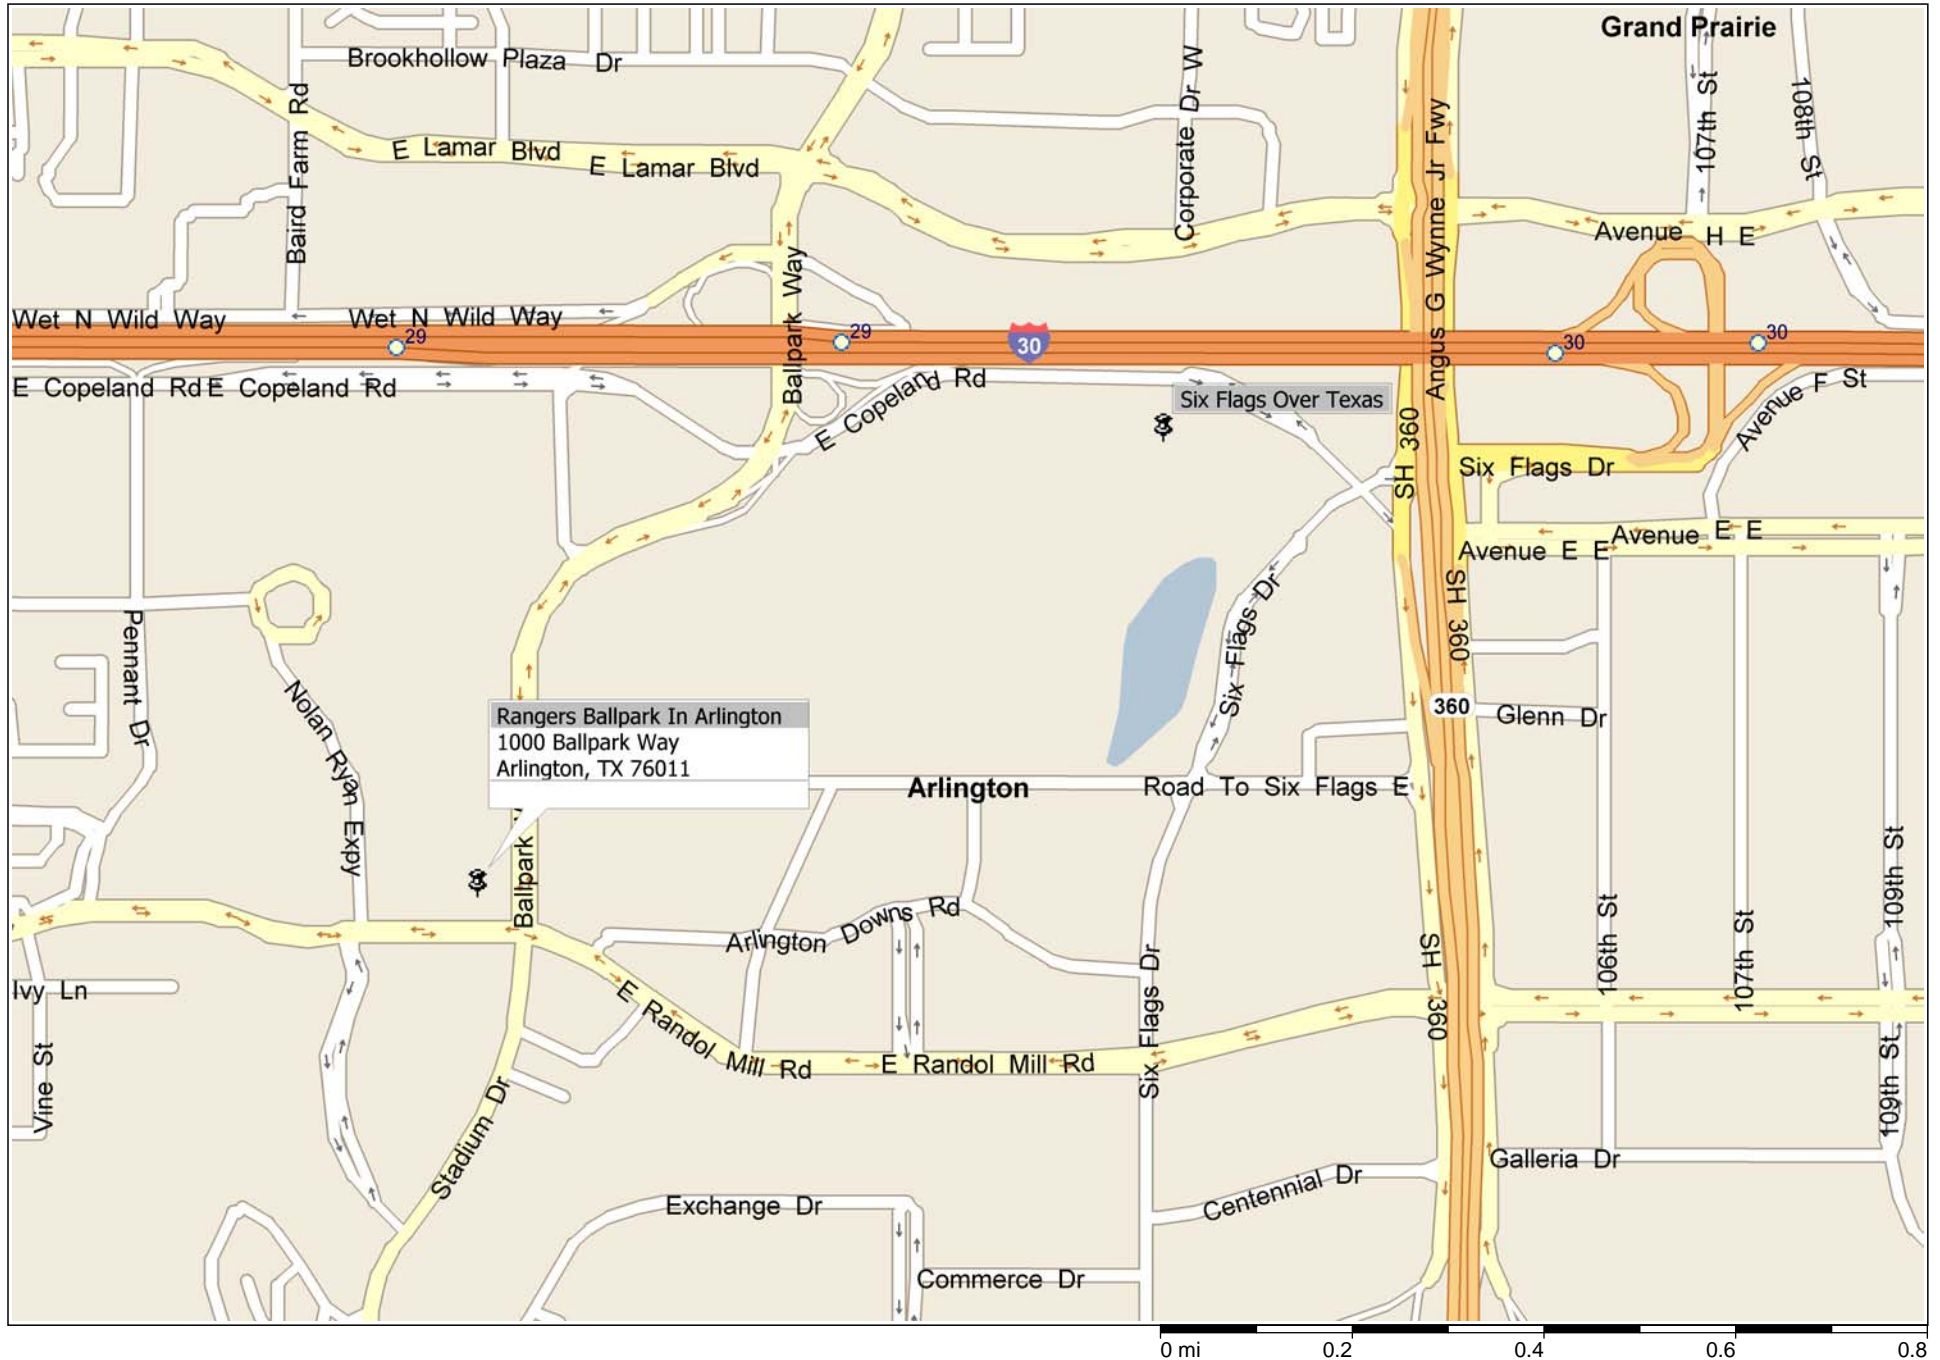 Grand Prairie
Brookhollow Plaza Dr
Baird Farm Rd
E Lamar Blvd
E Lamar Blvd
Corporate Dr W
Angus G Wynne Jr Fwy
107th St
108th St
Avenue H E
Wet N Wild Way
Wet N Wild Way
Ballpark Way
29
29
30
30
30
E Copeland Rd
E Copeland Rd
E Copeland Rd
Six Flags Over Texas
Avenue F St
SH 360
Six Flags Dr
Avenue E E
Avenue E E
SH 360
Pennant Dr
Nolan Ryan Expy
Six Flags Dr
Rangers Ballpark In Arlington
1000 Ballpark Way
Arlington, TX 76011
360
Glenn Dr
Arlington
Road To Six Flags E
Ballpark
Arlington Downs Rd
106th St
107th St
109th St
SH 360
Ivy Ln
E Randol Mill Rd
E Randol Mill Rd
Six Flags Dr
Vine St
Stadium Dr
109th St
Galleria Dr
Centennial Dr
Exchange Dr
Commerce Dr
0 mi 0.2 0.4 0.6 0.8